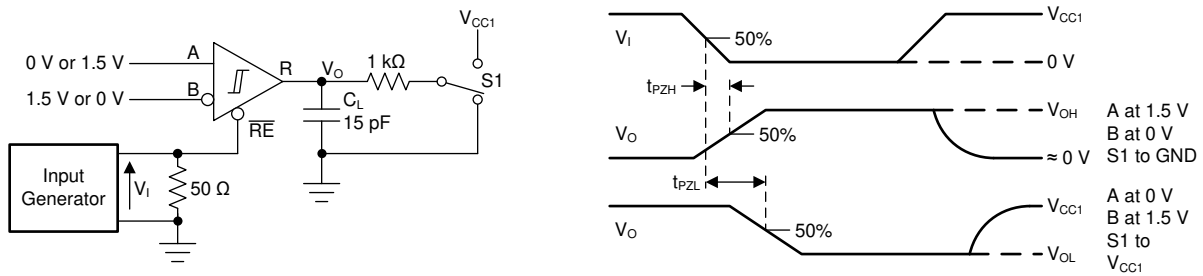 0 V or 1.5 V
1.5 V or 0 V
A
B
R
RE
VO
1 kΩ
VCC1
S1
CL
15 pF
Input
Generator
VI
50 Ω
VI
50%
VCC1
0 V
tPZH
VO
50%
VOH
≈ 0 V
A at 1.5 V
B at 0 V
S1 to GND
tPZL
VO
50%
VCC1
VOL
A at 0 V
B at 1.5 V
S1 to
VCC1